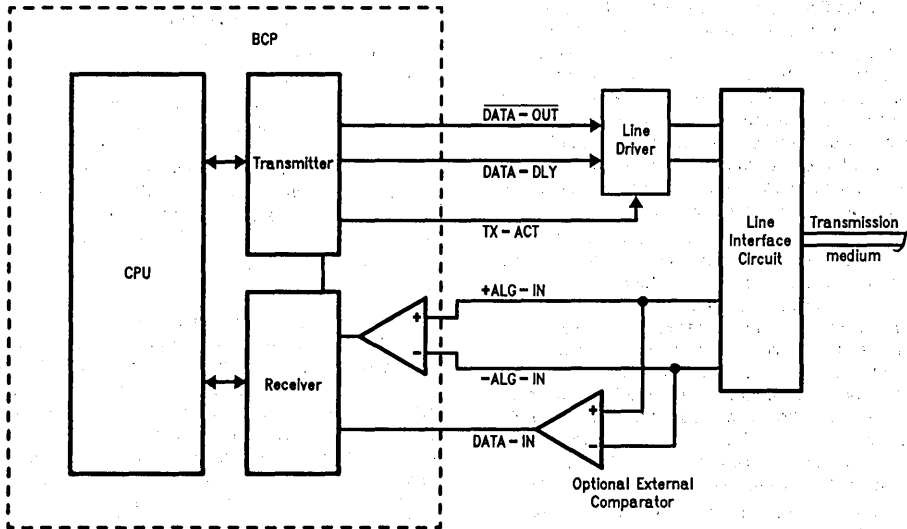 BCP
CPU
Transmitter
Receiver
DATA-OUT
DATA-DLY
TX-ACT
Line
Driver
Line
Interface
Circuit
Transmission
medium
+ALG-IN
-ALG-IN
+
-
+
-
DATA-IN
Optional External
Comparator